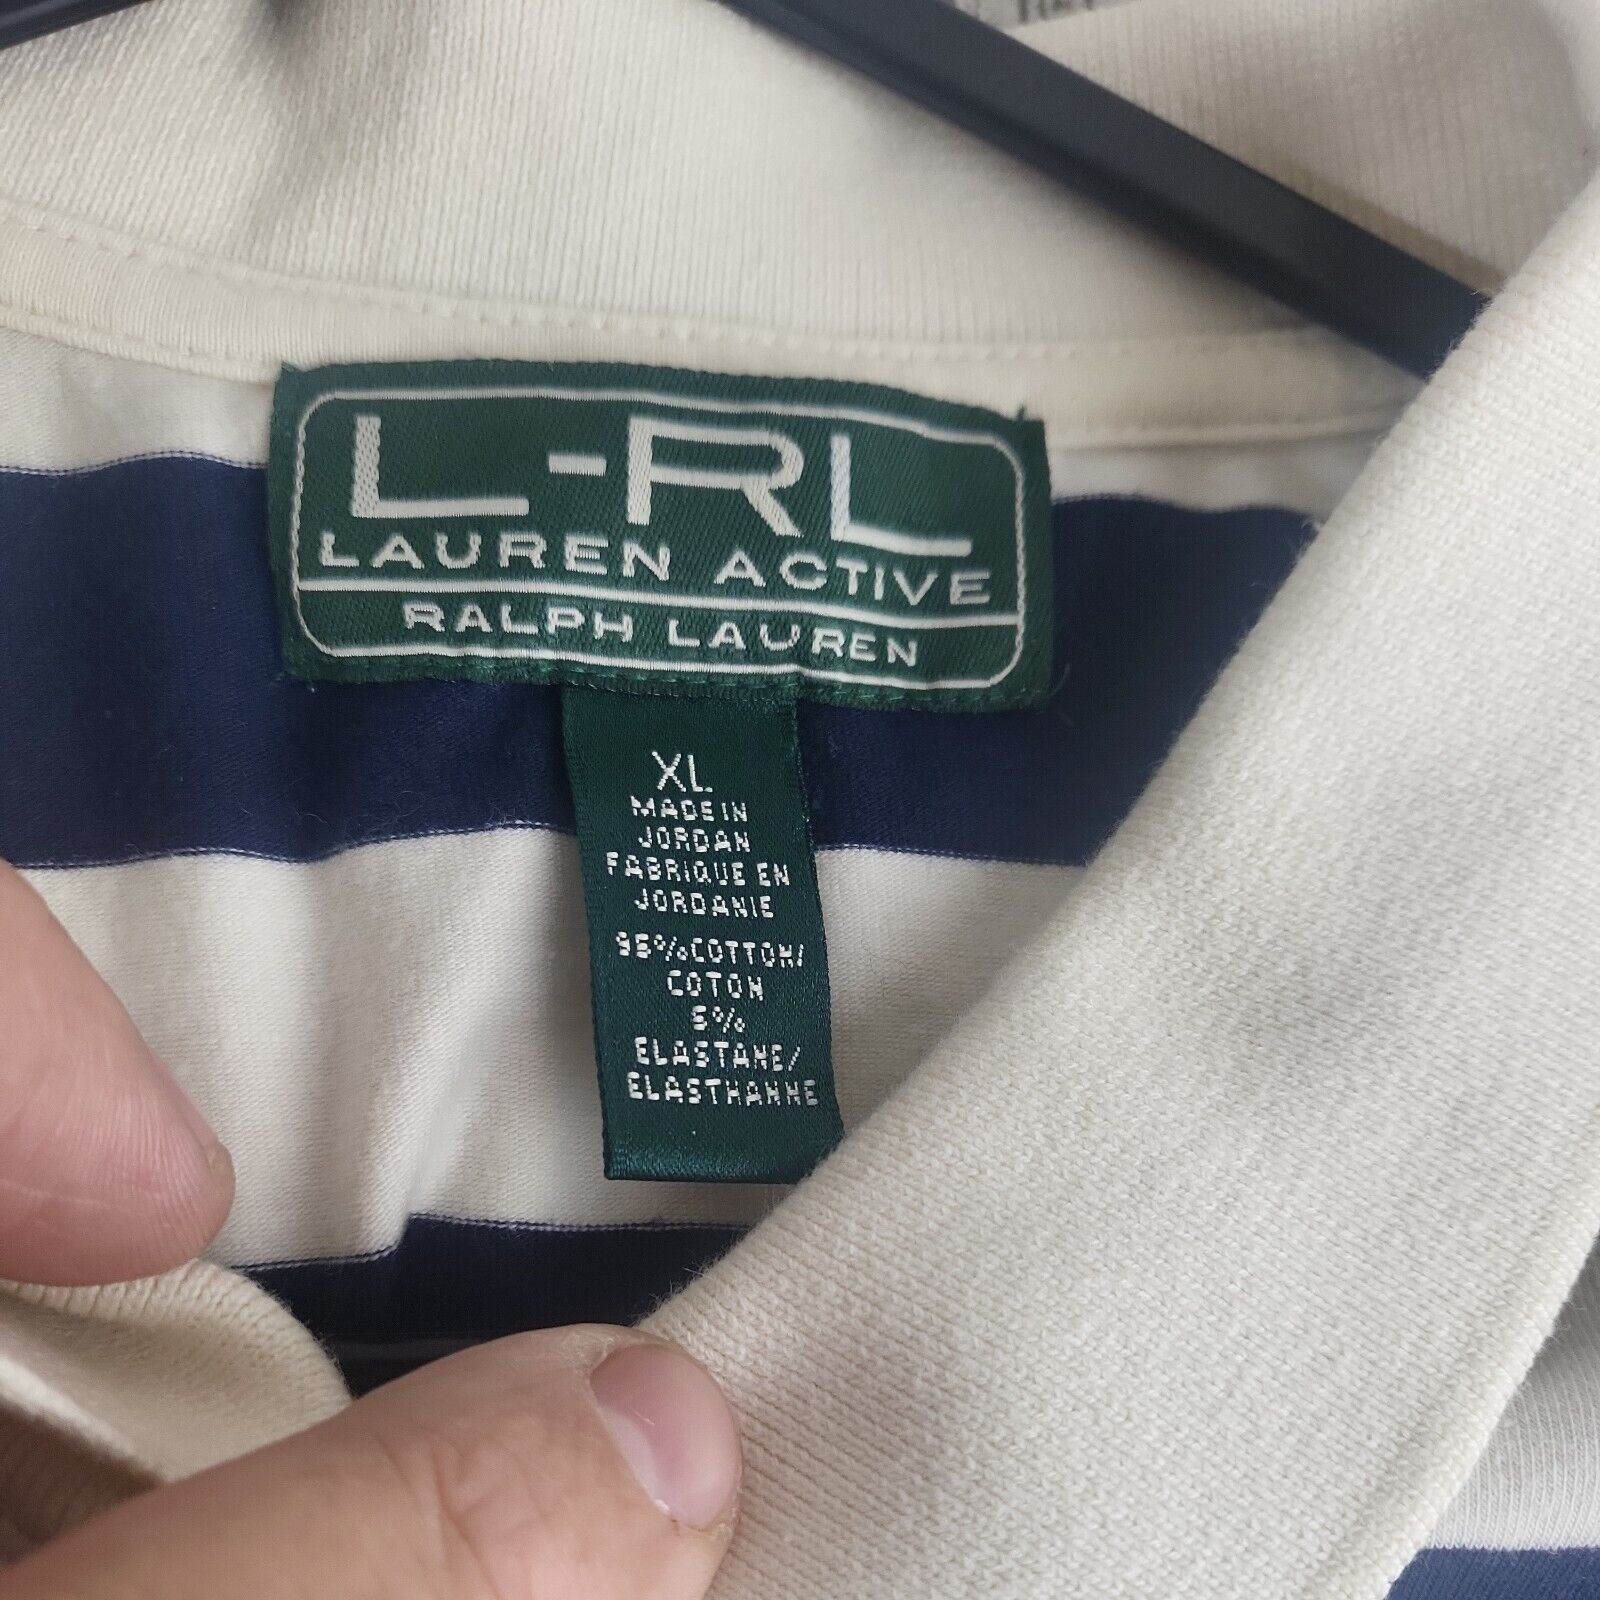 L-RL
LAUREN ACTIVE
RALPH LAUREN
XL
MADE IN
JORDAN
FABRIQUE EN
JORDANIE
95% COTTON/
COTON
5%
ELASTANE/
ELASTHANNE